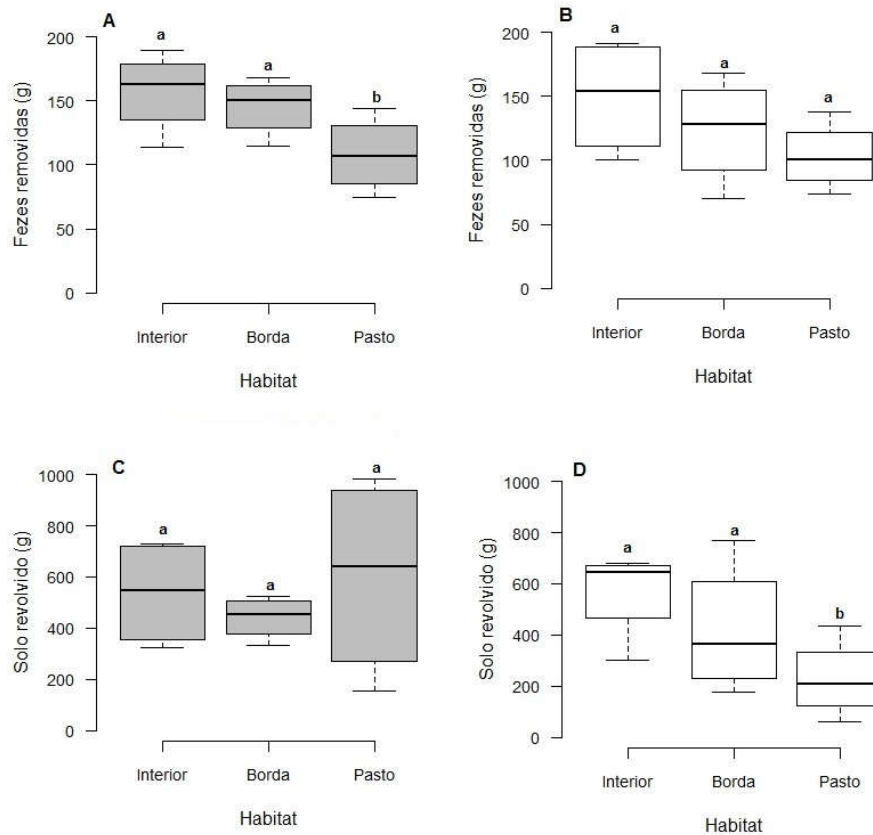 A
Fezes removidas (g)
200
150
100
50
0
a
a
b
Interior
Borda
Pasto
Habitat
B
Fezes removidas (g)
200
150
100
50
0
a
a
a
Interior
Borda
Pasto
Habitat
C
Solo revolvido (g)
1000
800
600
400
200
0
a
a
a
Interior
Borda
Pasto
Habitat
D
Solo revolvido (g)
1000
800
600
400
200
0
a
a
b
Interior
Borda
Pasto
Habitat